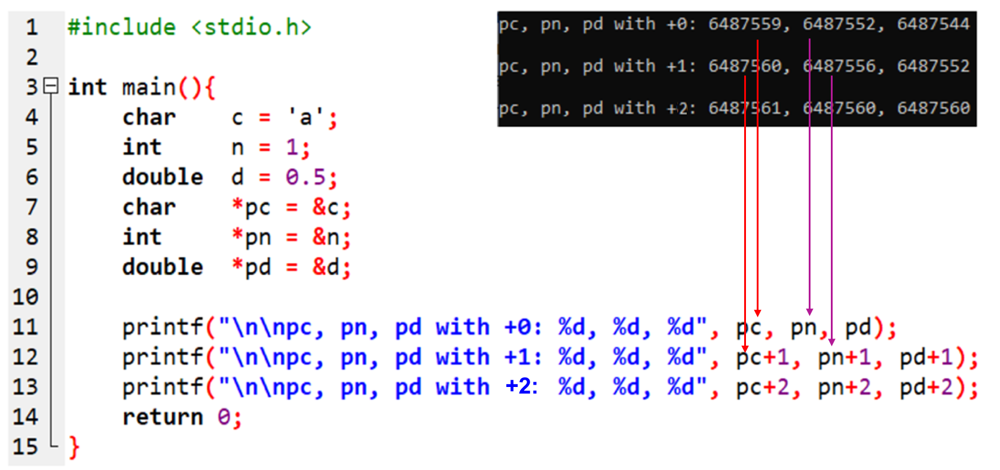 pc, pn, pd with +0: 6487559, 6487552, 6487544
pc, pn, pd with +1: 6487560, 6487556, 6487552
pc, pn, pd with +2: 6487561, 6487560, 6487560
1 #include <stdio.h>
2
3 int main(){
4 char c = 'a';
5 int n = 1;
6 double d = 0.5;
7 char *pc = &c;
8 int *pn = &n;
9 double *pd = &d;
10
11 printf("\n\npc, pn, pd with +0: %d, %d, %d", pc, pn, pd);
12 printf("\n\npc, pn, pd with +1: %d, %d, %d", pc+1, pn+1, pd+1);
13 printf("\n\npc, pn, pd with +2: %d, %d, %d", pc+2, pn+2, pd+2);
14 return 0;
15 }